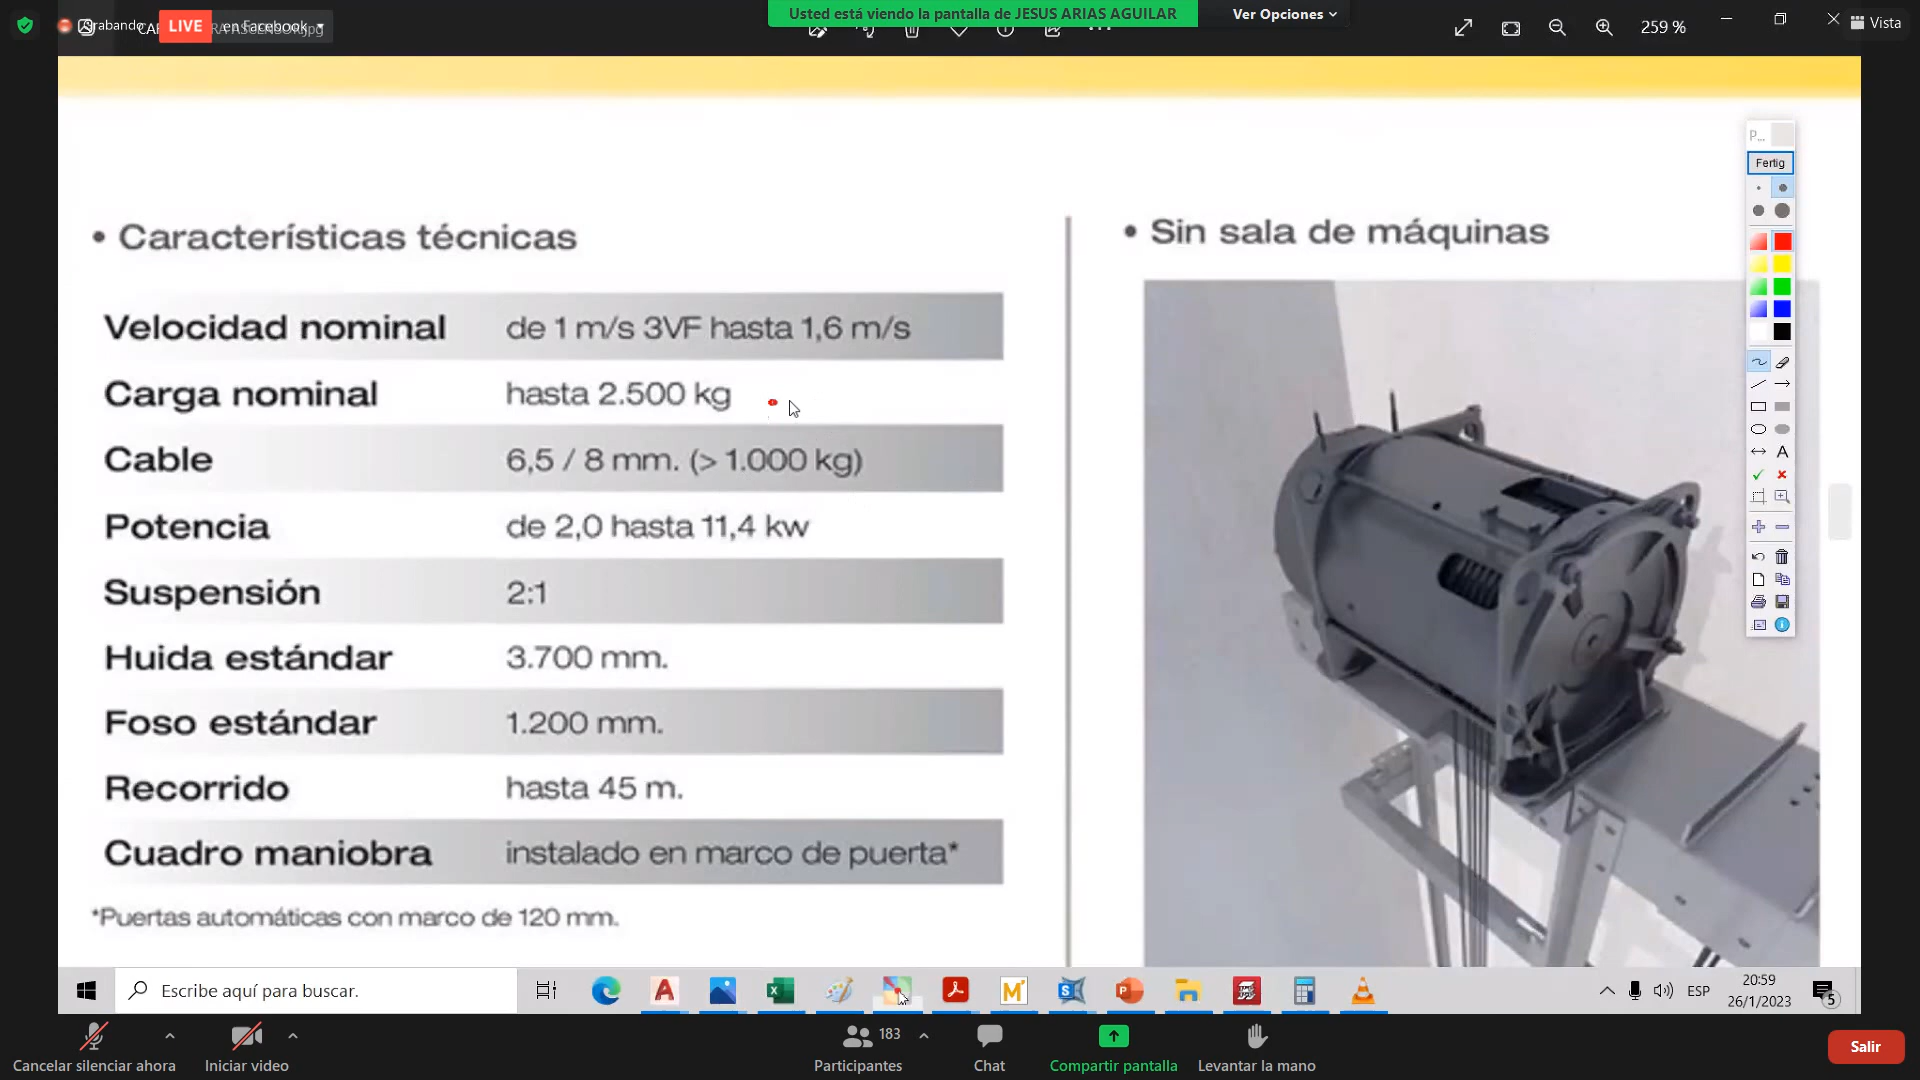 Grabando
LIVE
en Facebook
Usted está viendo la pantalla de JESUS ARIAS AGUILAR
Ver Opciones
259 %
Vista
P...
Fertig
• Características técnicas
Velocidad nominal de 1 m/s 3VF hasta 1,6 m/s
Carga nominal hasta 2.500 kg
Cable 6,5 / 8 mm. (> 1.000 kg)
Potencia de 2,0 hasta 11,4 kw
Suspensión 2:1
Huida estándar 3.700 mm.
Foso estándar 1.200 mm.
Recorrido hasta 45 m.
Cuadro maniobra instalado en marco de puerta*
*Puertas automáticas con marco de 120 mm.
• Sin sala de máquinas
Escribe aquí para buscar.
ESP
20:59
26/1/2023
5
Cancelar silenciar ahora
Iniciar video
183
Participantes
Chat
Compartir pantalla
Levantar la mano
Salir